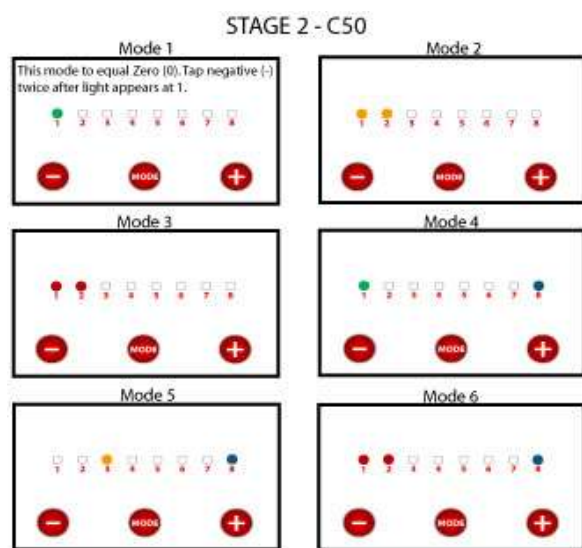 STAGE 2 - C50
Mode 1
This mode to equal Zero (0). Tap negative (-)
twice after light appears at 1.
1 2 3 4 5 6 7 8
MODE
Mode 2
1 2 3 4 5 6 7 8
MODE
Mode 3
1 2 3 4 5 6 7 8
MODE
Mode 4
1 2 3 4 5 6 7 8
MODE
Mode 5
1 2 3 4 5 6 7 8
MODE
Mode 6
1 2 3 4 5 6 7 8
MODE